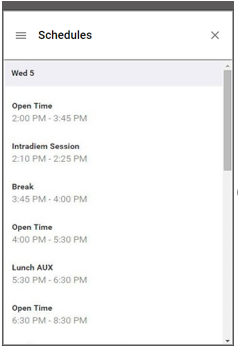 Schedules
Wed 5
Open Time
2:00 PM - 3:45 PM
Intradiem Session
2:10 PM - 2:25 PM
Break
3:45 PM - 4:00 PM
Open Time
4:00 PM - 5:30 PM
Lunch AUX
5:30 PM - 6:30 PM
Open Time
6:30 PM - 8:30 PM